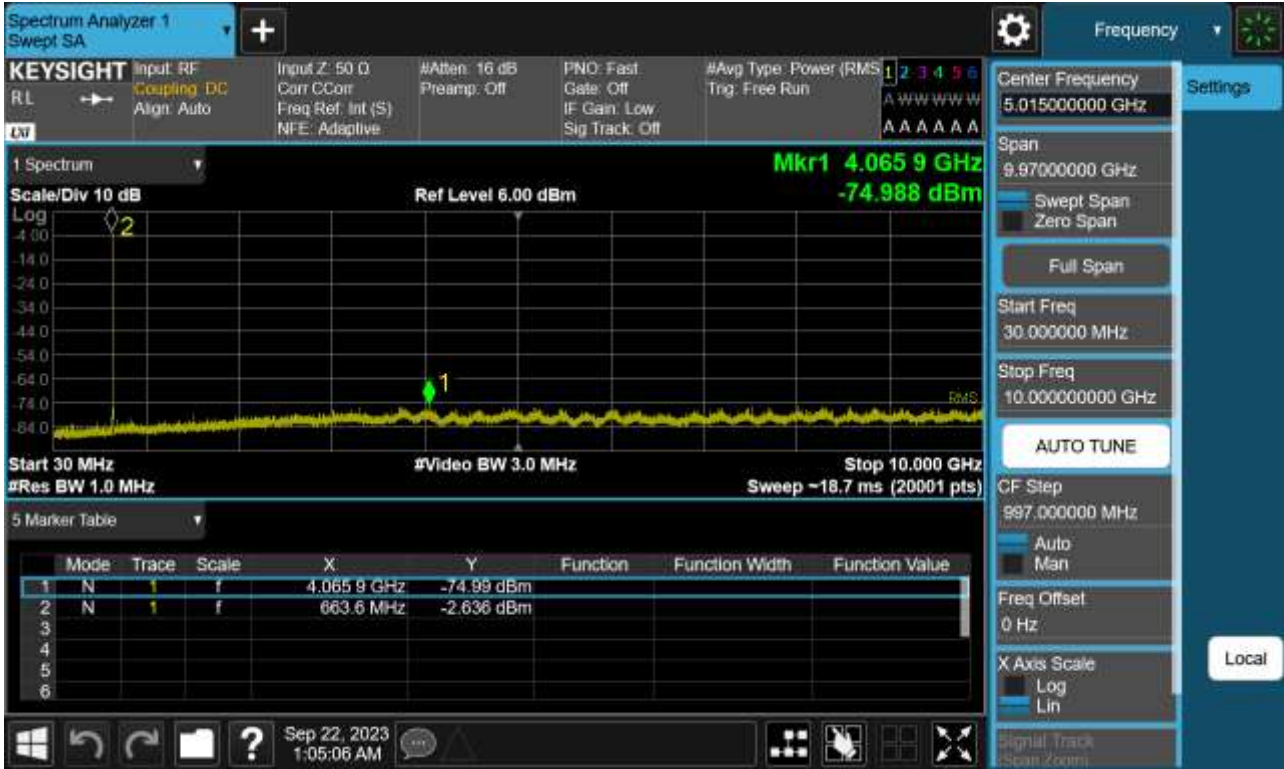 Spectrum Analyzer 1
Swept SA
+
Frequency
KEYSIGHT
RL
LXI
Input: RF
Coupling: DC
Align: Auto
Input Z: 50 Ω
Corr CCorr
Freq Ref: Int (S)
NFE: Adaptive
#Atten: 16 dB
Preamp: Off
PNO: Fast
Gate: Off
IF Gain: Low
Sig Track: Off
#Avg Type: Power (RMS
Trig: Free Run
1 2 3 4 5 6
A W W W W W
A A A A A A
1 Spectrum
Scale/Div 10 dB
Ref Level 6.00 dBm
Mkr1 4.065 9 GHz
-74.988 dBm
Log
-4.00
-14.0
-24.0
-34.0
-44.0
-54.0
-64.0
-74.0
-84.0
2
1
RMS
Start 30 MHz
#Video BW 3.0 MHz
Stop 10.000 GHz
#Res BW 1.0 MHz
Sweep ~18.7 ms (20001 pts)
5 Marker Table
Mode Trace Scale X Y Function Function Width Function Value
1 N 1 f 4.065 9 GHz -74.99 dBm
2 N 1 f 663.6 MHz -2.636 dBm
3
4
5
6
Sep 22, 2023
1:05:06 AM
?
Center Frequency
5.015000000 GHz
Span
9.97000000 GHz
Swept Span
Zero Span
Full Span
Start Freq
30.000000 MHz
Stop Freq
10.000000000 GHz
AUTO TUNE
CF Step
997.000000 MHz
Auto
Man
Freq Offset
0 Hz
X Axis Scale
Log
Lin
Signal Track
(Span Zoom)
Settings
Local